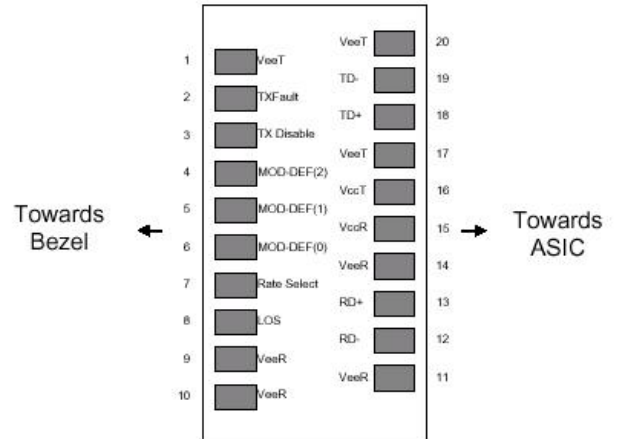 VeeT 20
1 VeeT
TD- 19
2 TXFault
TD+ 18
3 TX Disable
VeeT 17
4 MOD-DEF(2)
VccT 16
5 MOD-DEF(1)
VccR 15
6 MOD-DEF(0)
VeeR 14
7 Rate Select
RD+ 13
8 LOS
RD- 12
9 VeeR
VeeR 11
10 VeeR
Towards
Bezel
Towards
ASIC